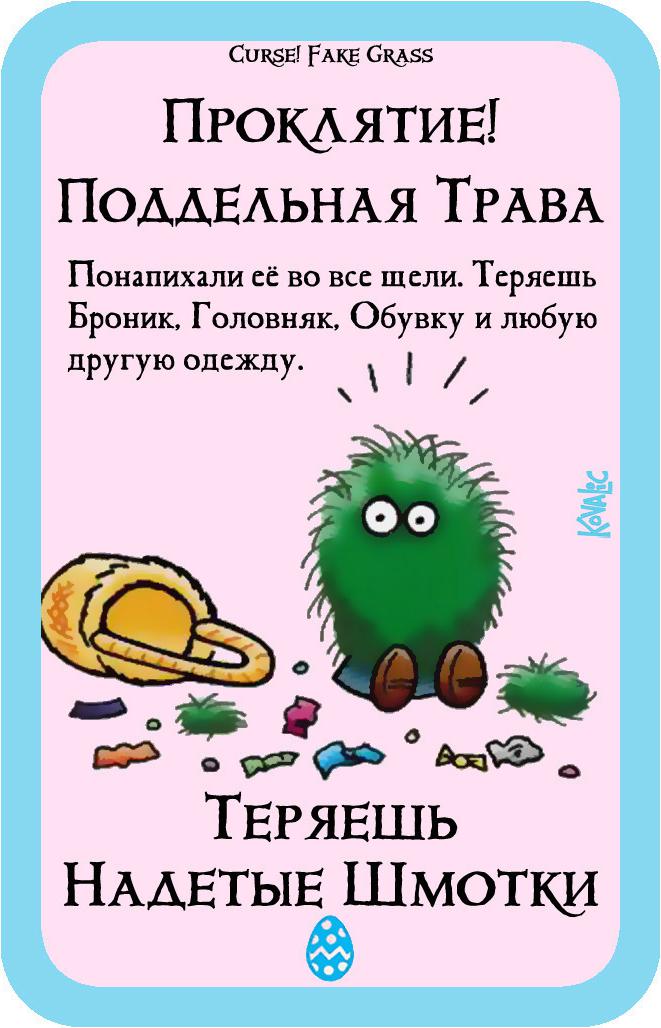 Curse! Fake Grass
Проклятие!
Поддельная Трава
Понапихали её во все щели. Теряешь
Броник, Головняк, Обувку и любую
другую одежду.
Kovalic
Теряешь
Надетые Шмотки